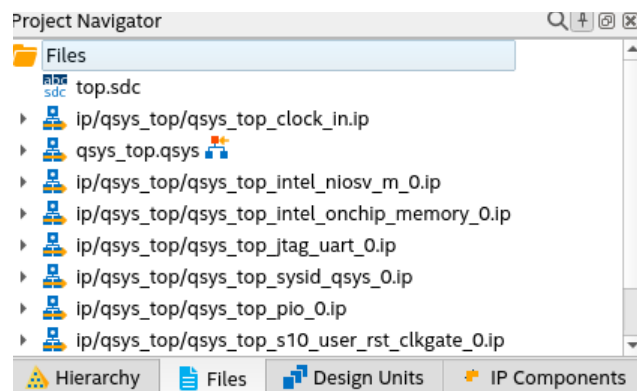 Project Navigator
Files
abc
sdc top.sdc
ip/qsys_top/qsys_top_clock_in.ip
qsys_top.qsys
ip/qsys_top/qsys_top_intel_niosv_m_0.ip
ip/qsys_top/qsys_top_intel_onchip_memory_0.ip
ip/qsys_top/qsys_top_jtag_uart_0.ip
ip/qsys_top/qsys_top_sysid_qsys_0.ip
ip/qsys_top/qsys_top_pio_0.ip
ip/qsys_top/qsys_top_s10_user_rst_clkgate_0.ip
Hierarchy Files Design Units IP Components